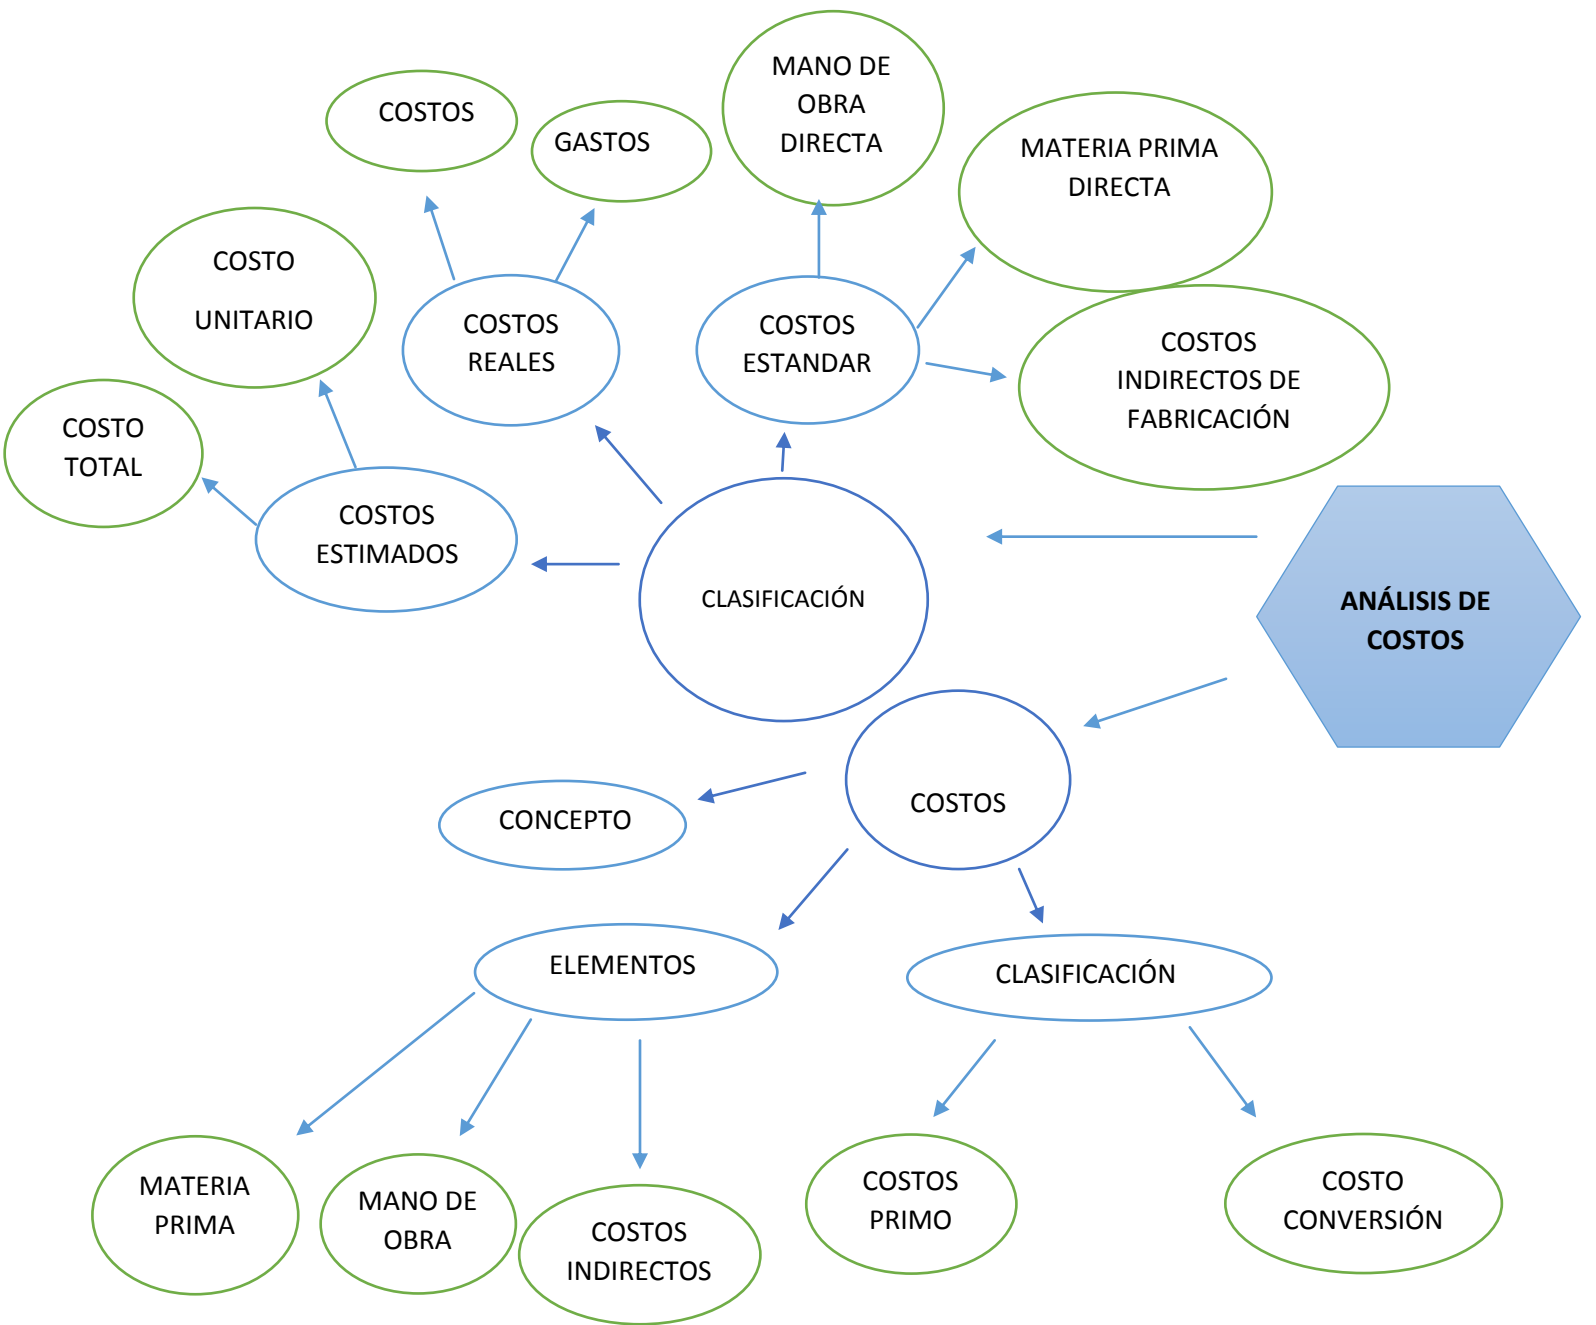 MANO DE
OBRA
DIRECTA
COSTOS
GASTOS
MATERIA PRIMA
DIRECTA
COSTO
UNITARIO
COSTOS
REALES
COSTOS
ESTANDAR
COSTOS
INDIRECTOS DE
FABRICACIÓN
COSTO
TOTAL
COSTOS
ESTIMADOS
CLASIFICACIÓN
ANÁLISIS DE
COSTOS
COSTOS
CONCEPTO
ELEMENTOS
CLASIFICACIÓN
MATERIA
PRIMA
MANO DE
OBRA
COSTOS
INDIRECTOS
COSTOS
PRIMO
COSTO
CONVERSIÓN